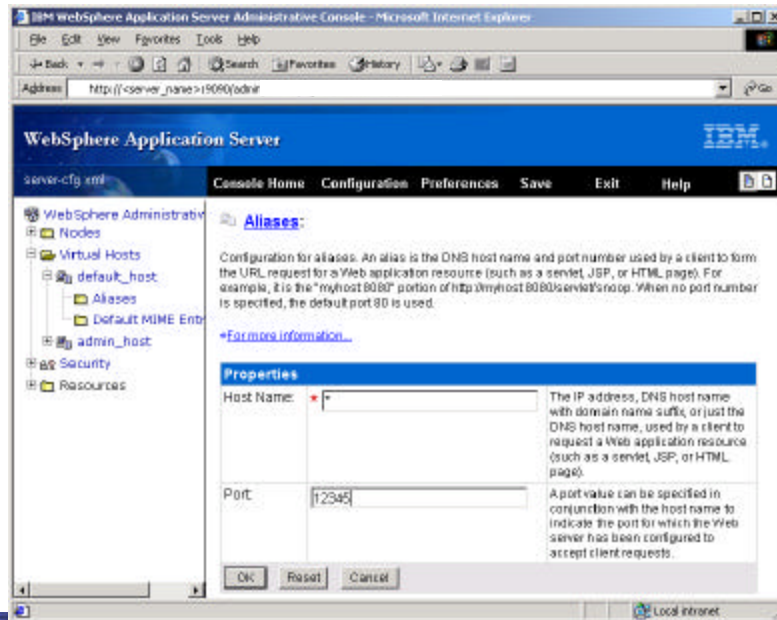 IBM WebSphere Application Server Administrative Console - Microsoft Internet Explorer
File Edit View Favorites Tools Help
Back Search Favorites History
Address http://<server_name>:9090/admin Go
WebSphere Application Server IBM.
server-cfg.xml Console Home Configuration Preferences Save Exit Help
WebSphere Administrativ
Nodes
Virtual Hosts
default_host
Aliases
Default MIME Entr
admin_host
Security
Resources
Aliases:
Configuration for aliases. An alias is the DNS host name and port number used by a client to form
the URL request for a Web application resource (such as a servlet, JSP, or HTML page). For
example, it is the "myhost:8080" portion of http://myhost:8080/servlet/snoop. When no port number
is specified, the default port 80 is used.
For more information...
Properties
Host Name: * *
The IP address, DNS host name
with domain name suffix, or just the
DNS host name, used by a client to
request a Web application resource
(such as a servlet, JSP, or HTML
page).
Port: 12345
A port value can be specified in
conjunction with the host name to
indicate the port for which the Web
server has been configured to
accept client requests.
OK Reset Cancel
Local intranet